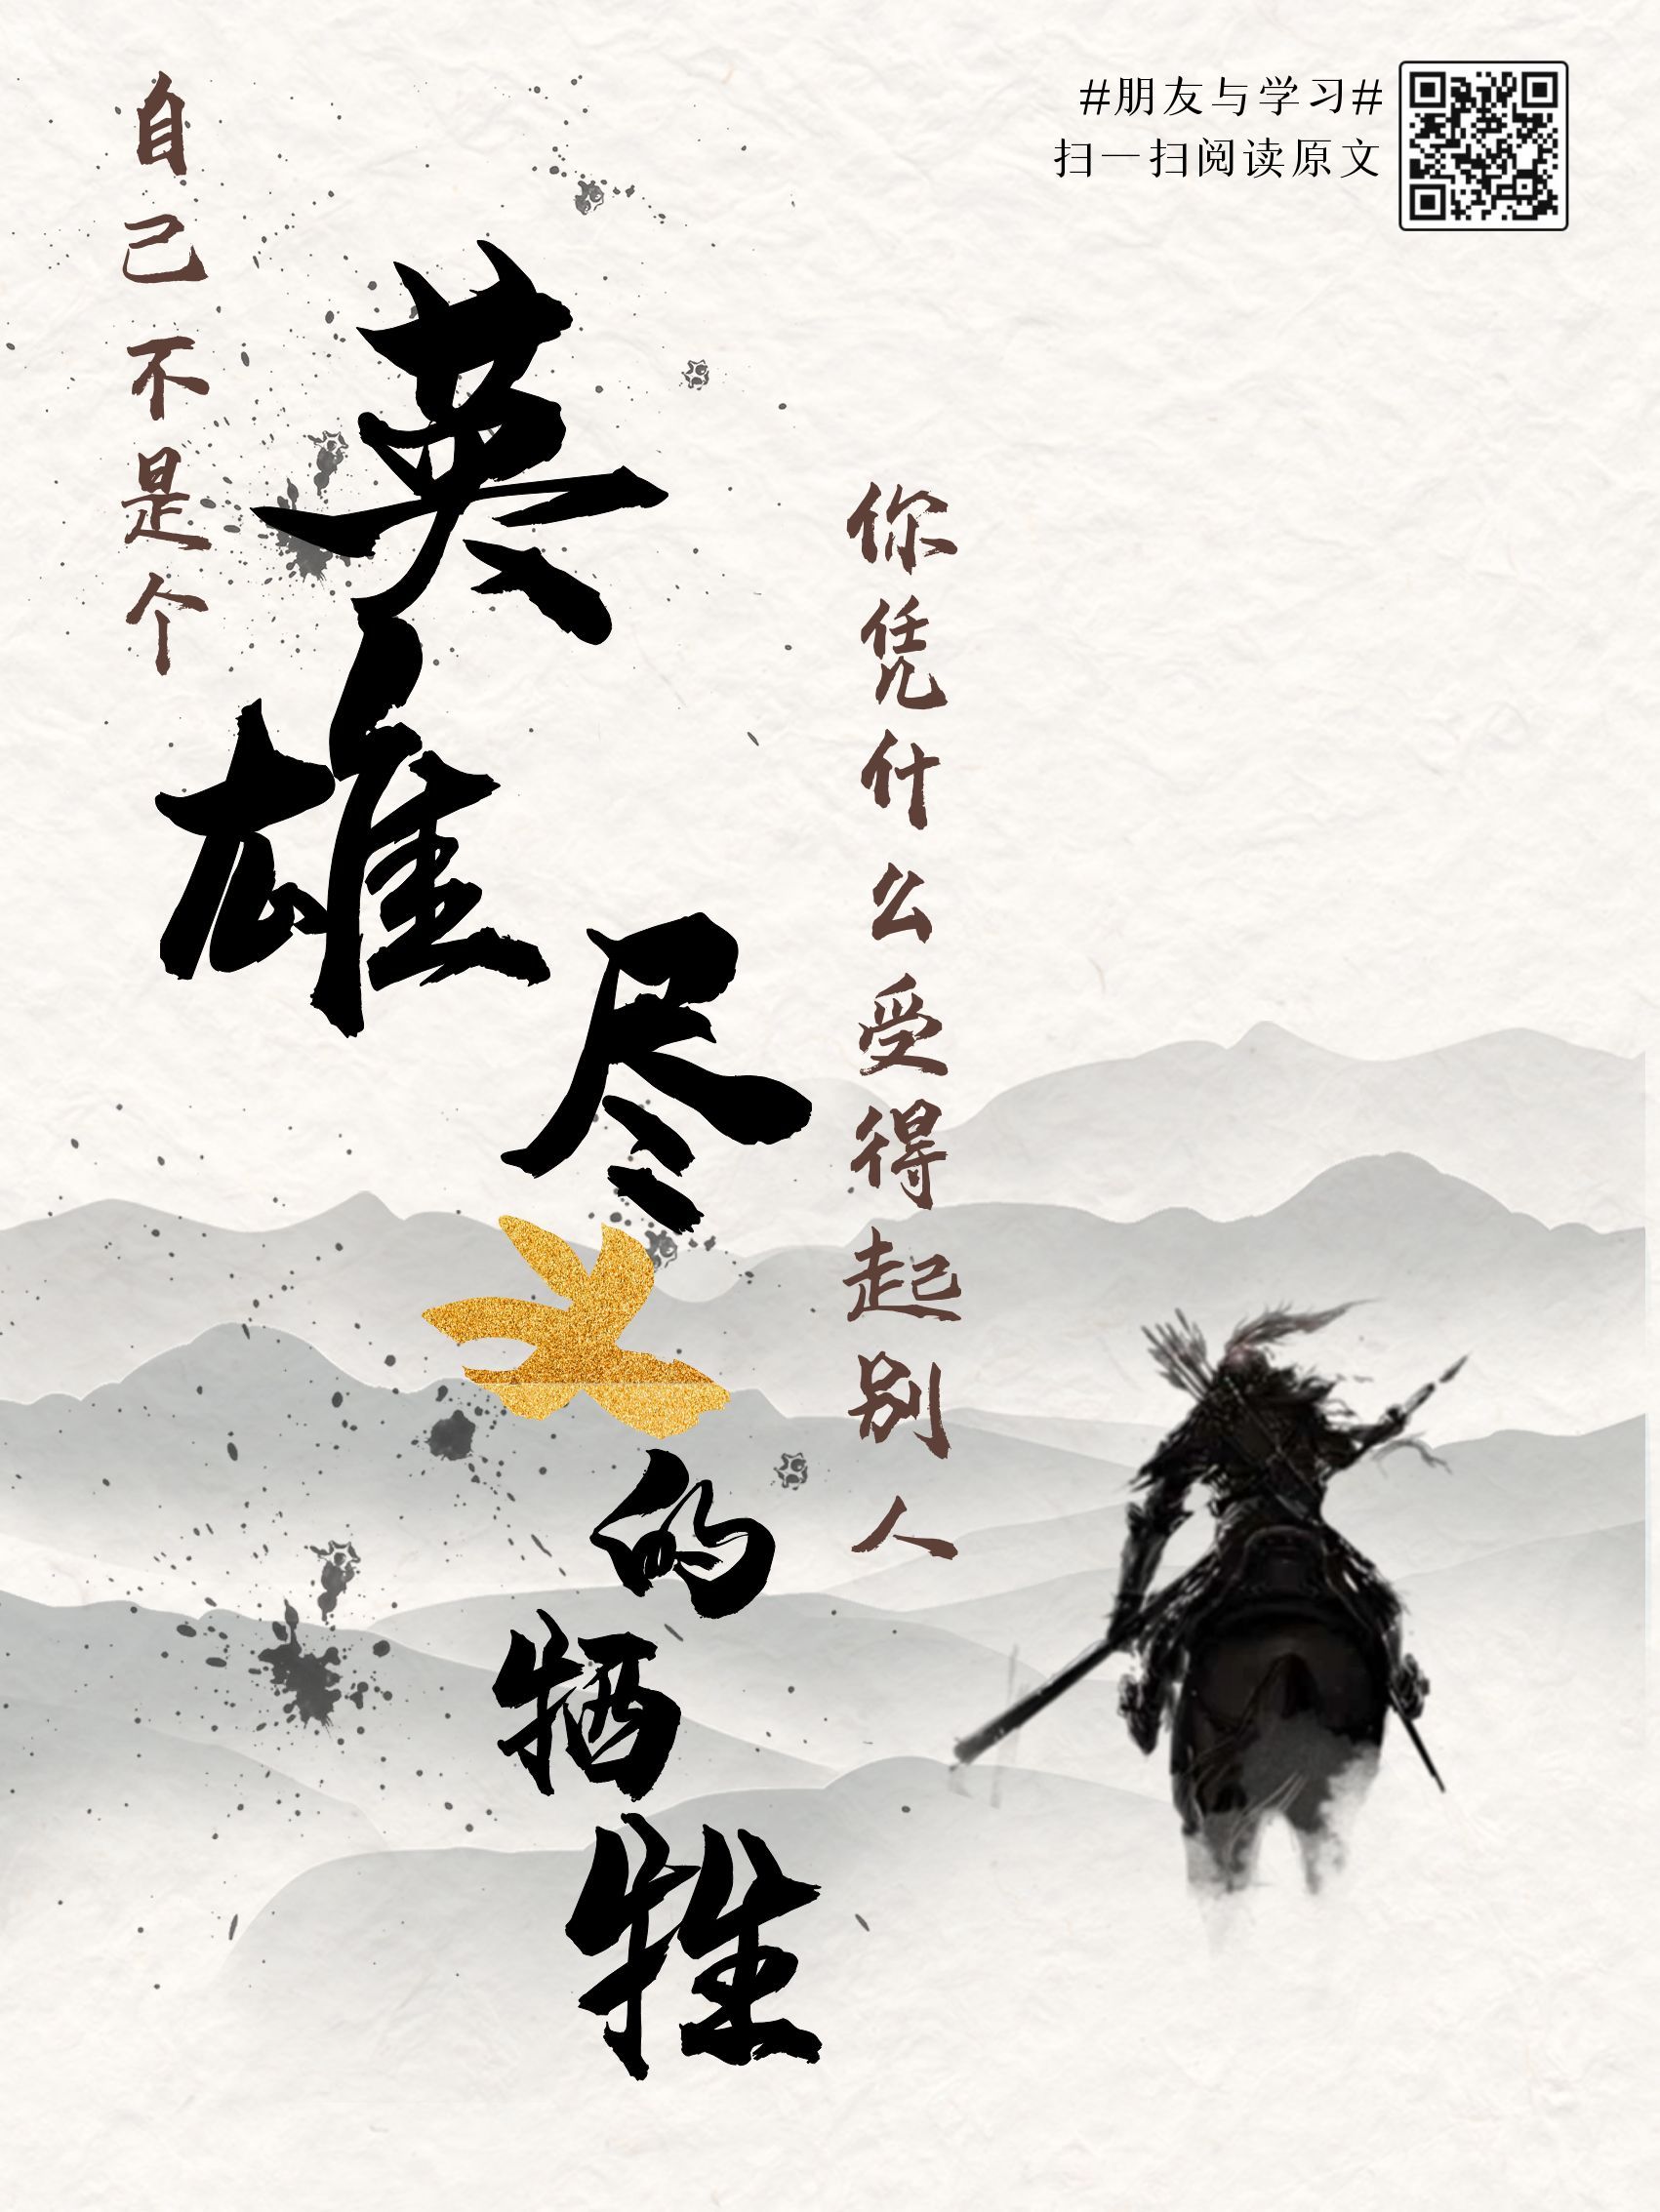 #朋友与学习#
扫一扫阅读原文
自己不是个
英雄
尽义的牺牲
你凭什么受得起别人